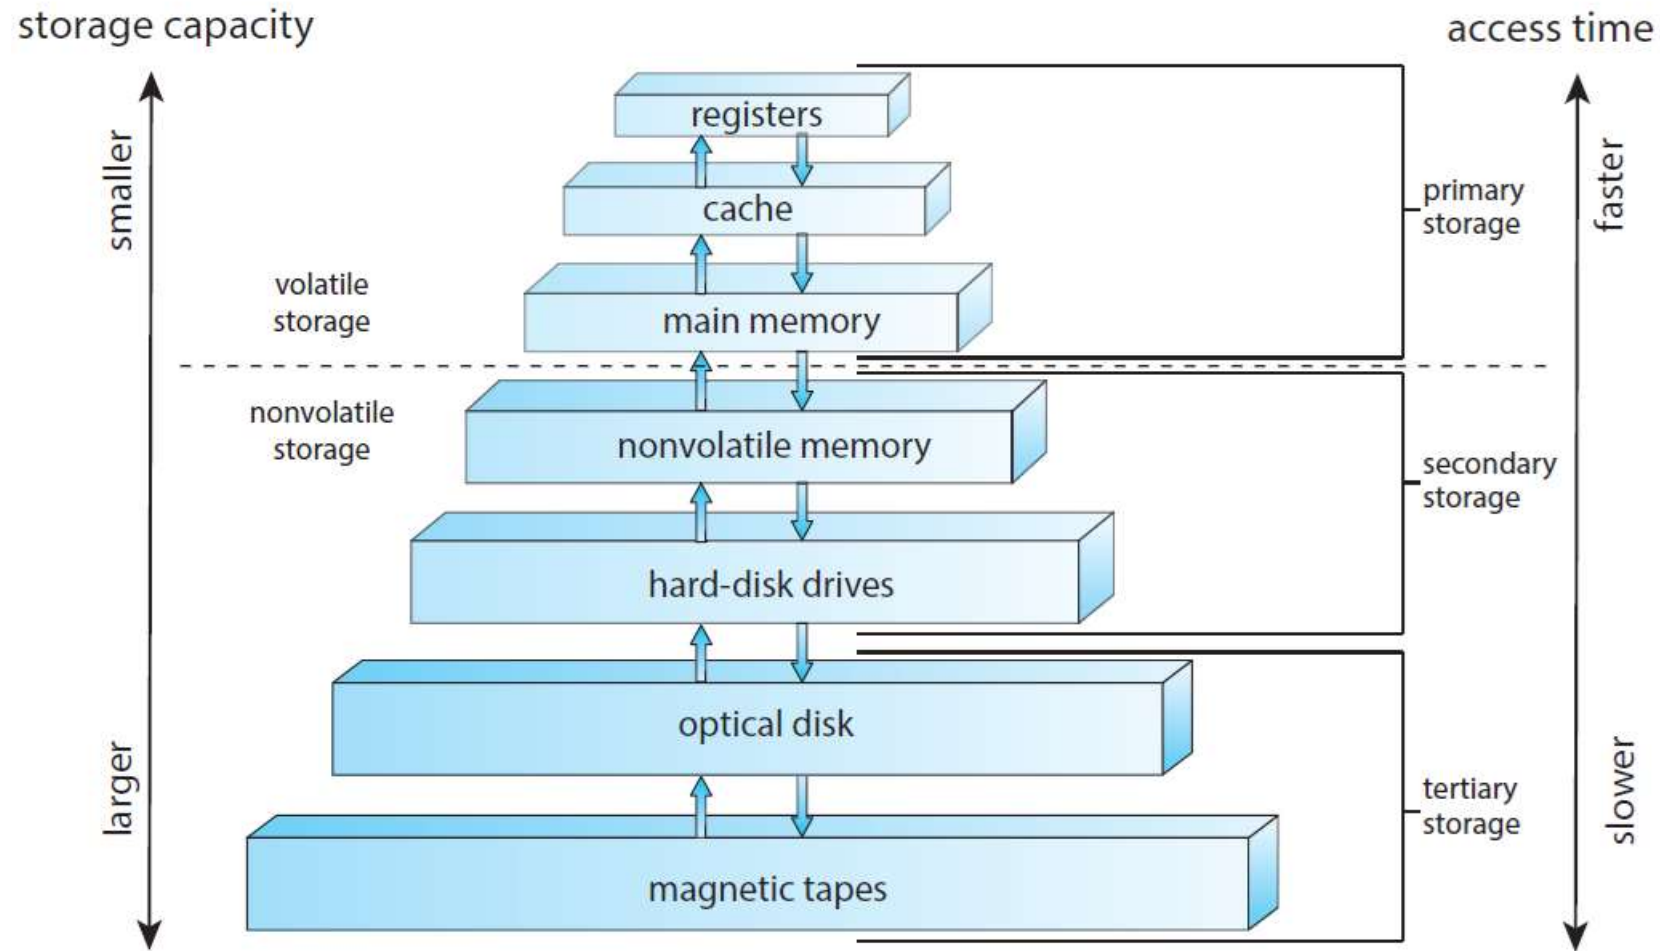 storage capacity
access time
smaller
faster
registers
cache
primary
storage
volatile
storage
main memory
nonvolatile
storage
nonvolatile memory
secondary
storage
hard-disk drives
optical disk
larger
slower
tertiary
storage
magnetic tapes